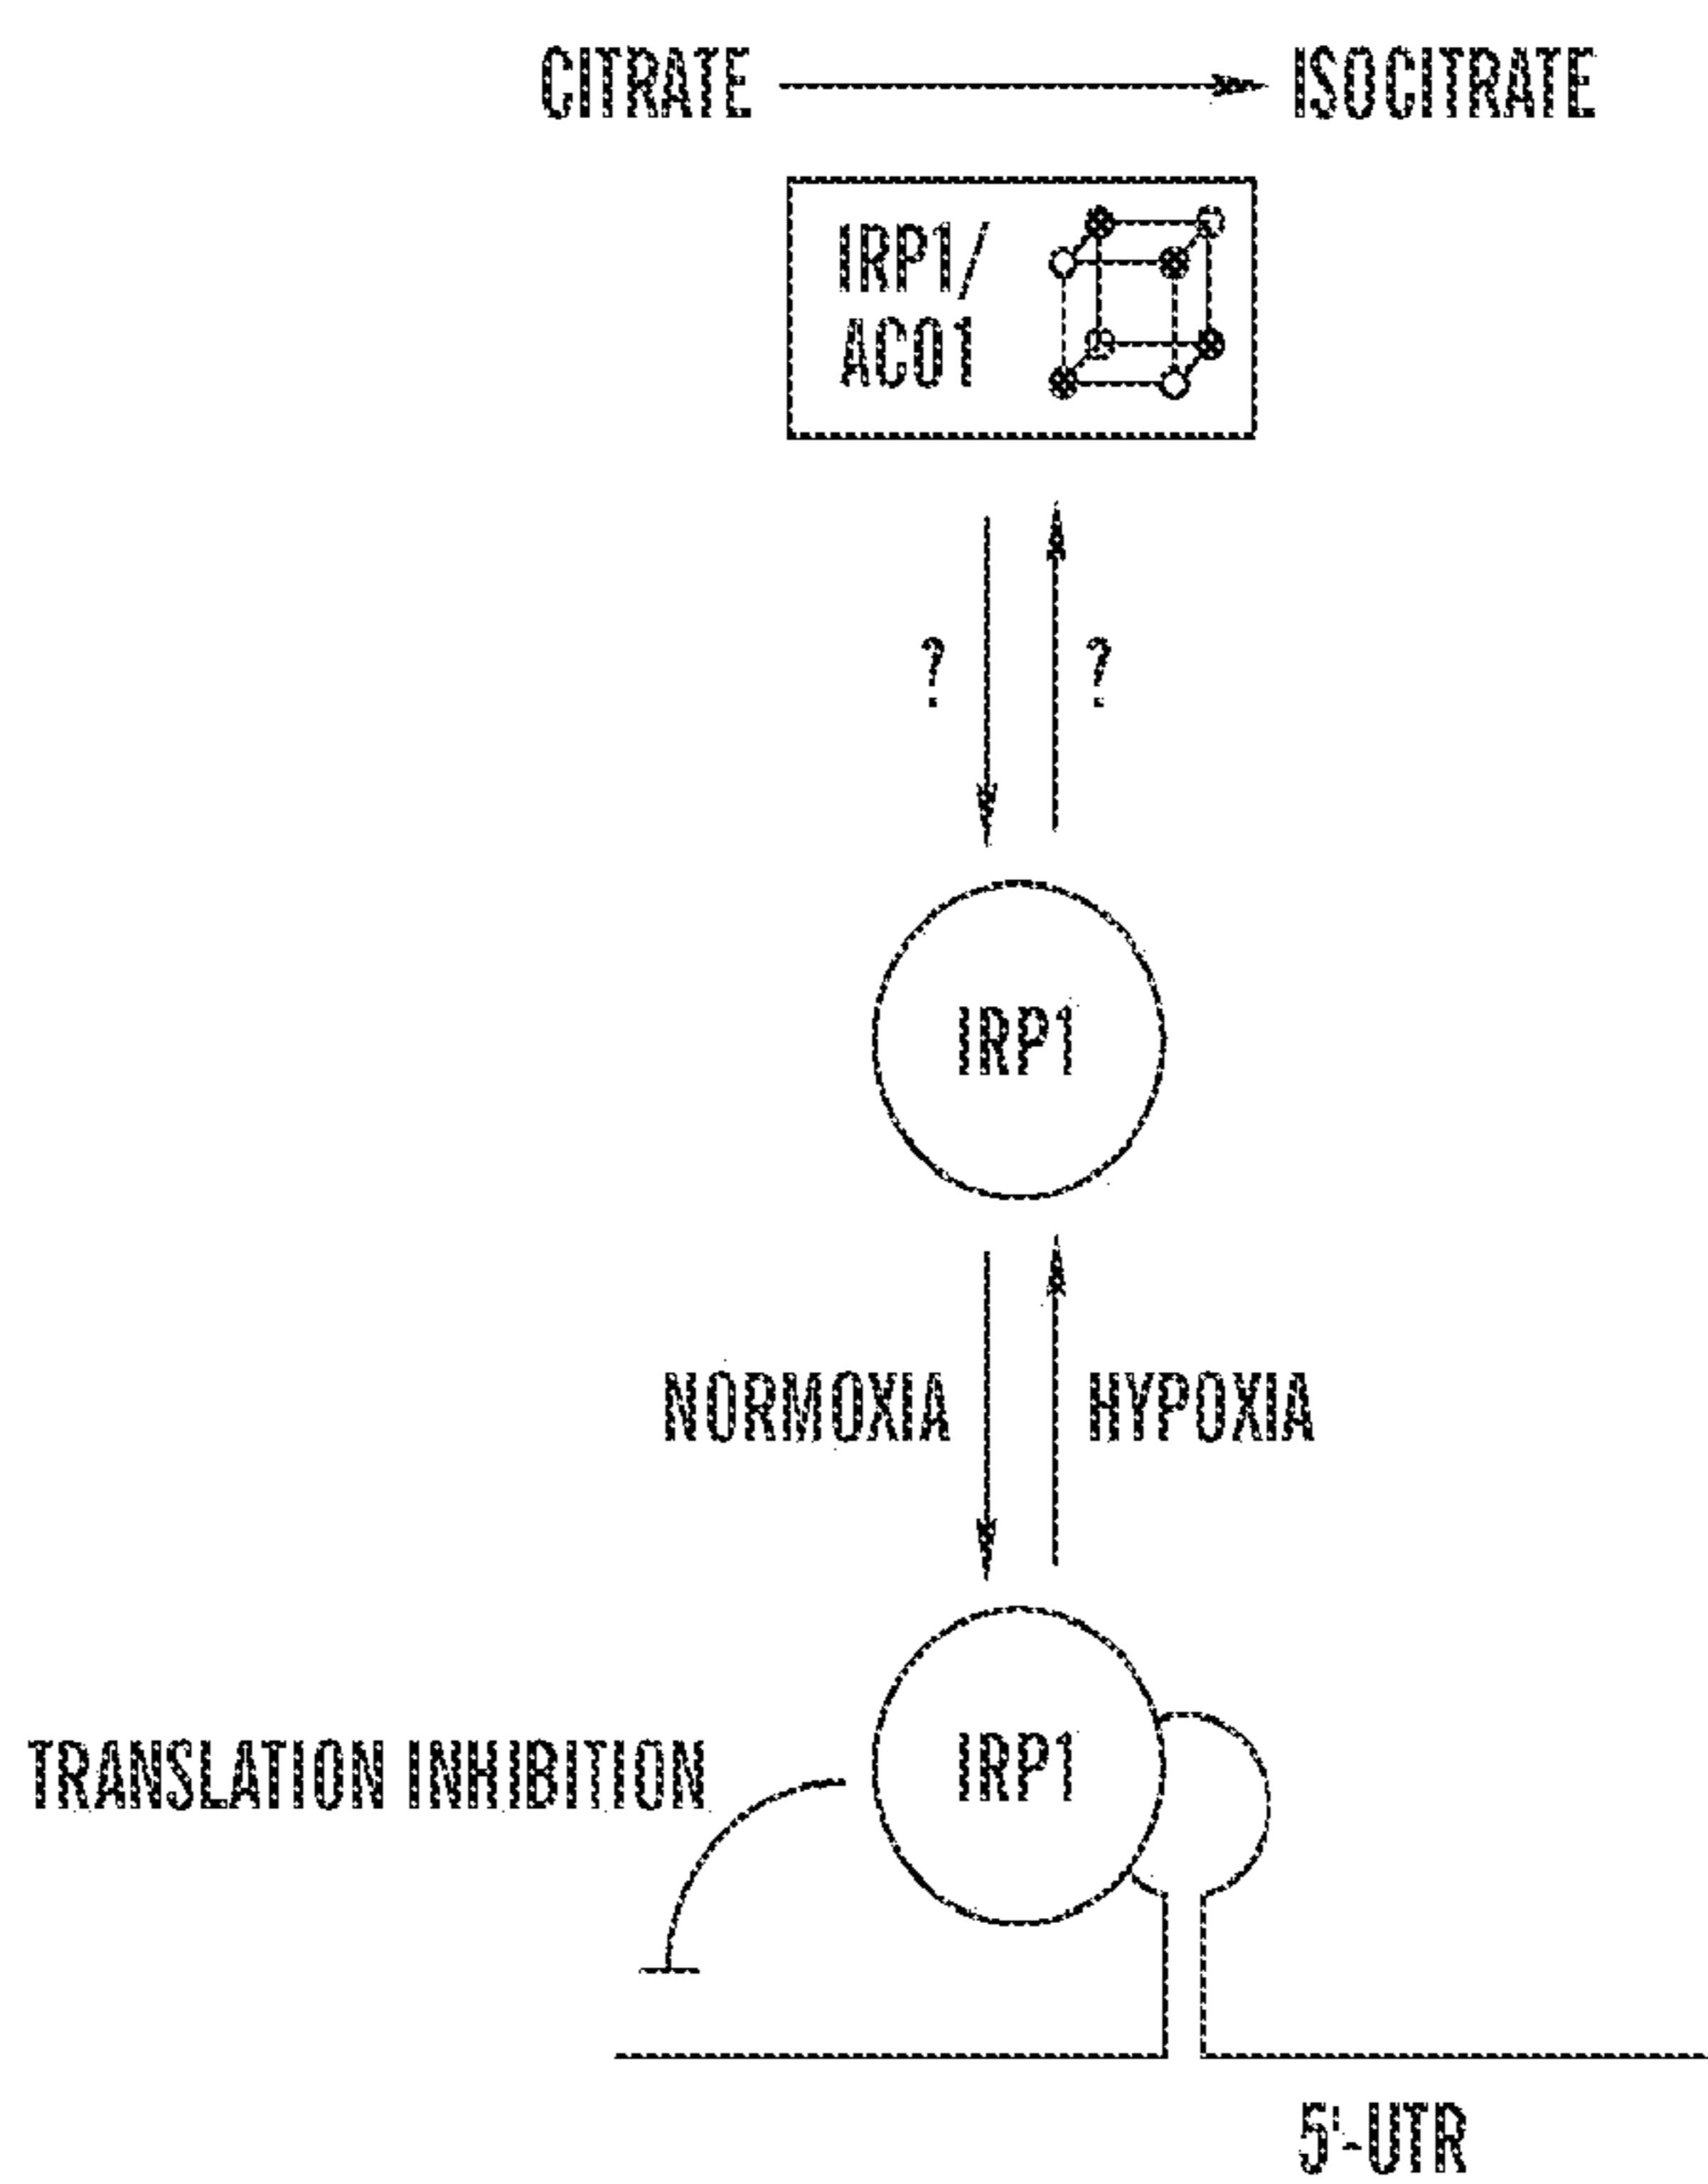 CITRATE ISOCITRATE
IRP1/
ACO1
? ?
IRP1
NORMOXIA HYPOXIA
IRP1
TRANSLATION INHIBITION
5'-UTR